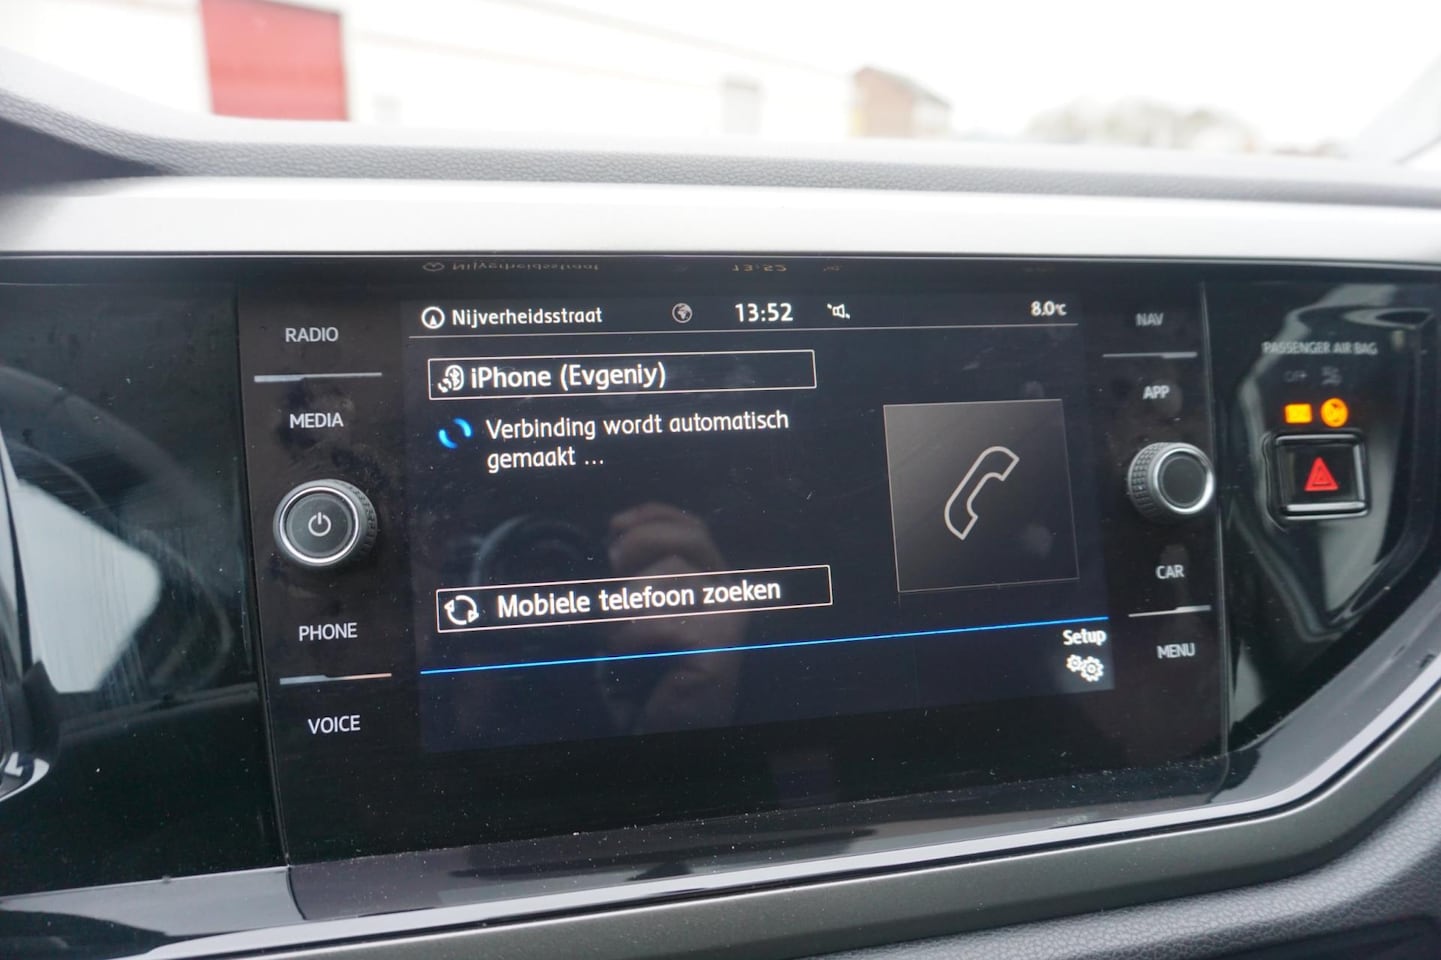 Nijverheidsstraat 13:52 8.0°C
RADIO
MEDIA
PHONE
VOICE
iPhone (Evgeniy)
Verbinding wordt automatisch
gemaakt ...
Mobiele telefoon zoeken
Setup
NAV
APP
CAR
MENU
PASSENGER AIR BAG